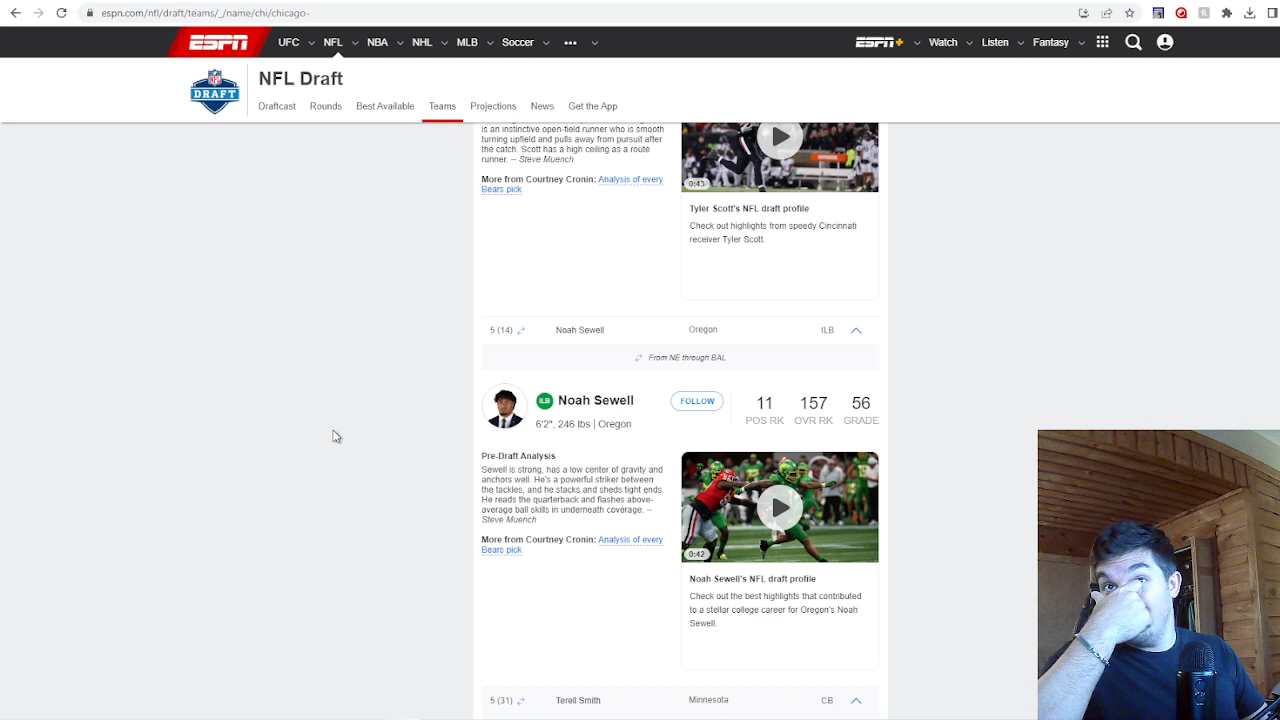 espn.com/nfl/draft/teams/_/name/chi/chicago-
ESPN UFC NFL NBA NHL MLB Soccer ••• ESPN+ Watch Listen Fantasy
NFL
DRAFT
NFL Draft
Draftcast Rounds Best Available Teams Projections News Get the App
is an instinctive open-field runner who is smooth
turning upfield and pulls away from pursuit after
the catch. Scott has a high ceiling as a route
runner. -- Steve Muench
More from Courtney Cronin: Analysis of every
Bears pick
0:43
Tyler Scott's NFL draft profile
Check out highlights from speedy Cincinnati
receiver Tyler Scott.
5 (14) Noah Sewell Oregon ILB
From NE through BAL
ILB Noah Sewell FOLLOW 11 157 56
6'2", 246 lbs | Oregon POS RK OVR RK GRADE
Pre-Draft Analysis
Sewell is strong, has a low center of gravity and
anchors well. He's a powerful striker between
the tackles, and he stacks and sheds tight ends.
He reads the quarterback and flashes above-
average ball skills in underneath coverage. --
Steve Muench
More from Courtney Cronin: Analysis of every
Bears pick
0:42
Noah Sewell's NFL draft profile
Check out the best highlights that contributed
to a stellar college career for Oregon's Noah
Sewell.
5 (31) Terell Smith Minnesota CB